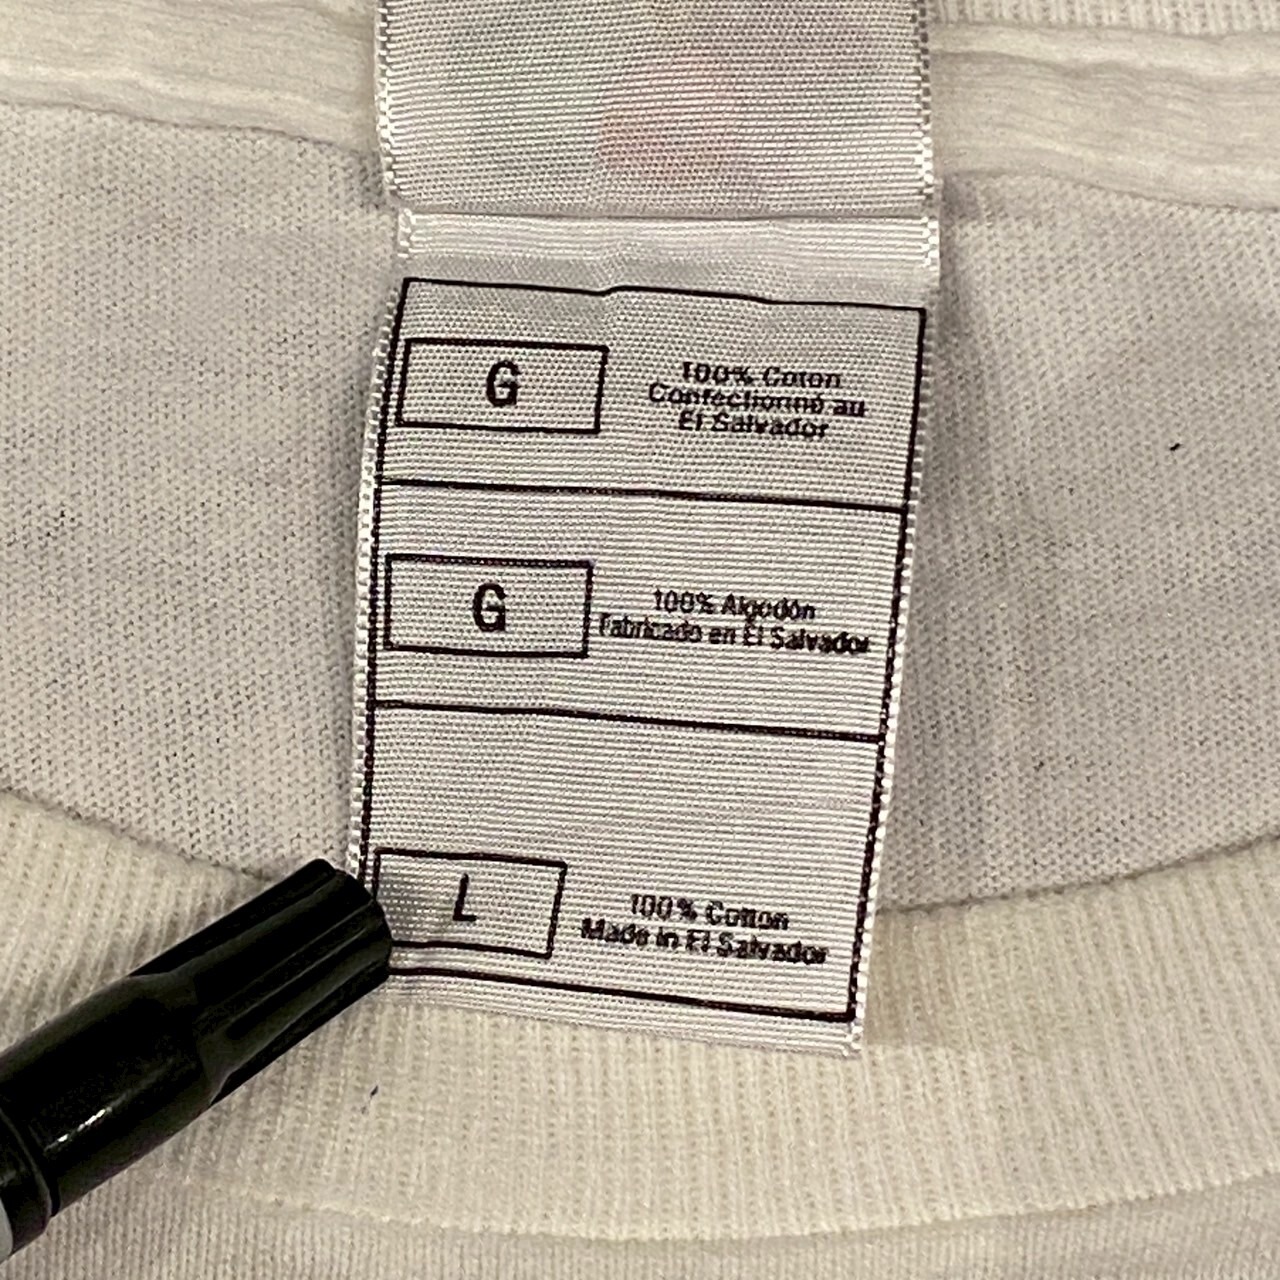 G
100% Coton
Confectionné au
El Salvador
G
100% Algodón
Fabricado en El Salvador
L
100% Cotton
Made in El Salvador